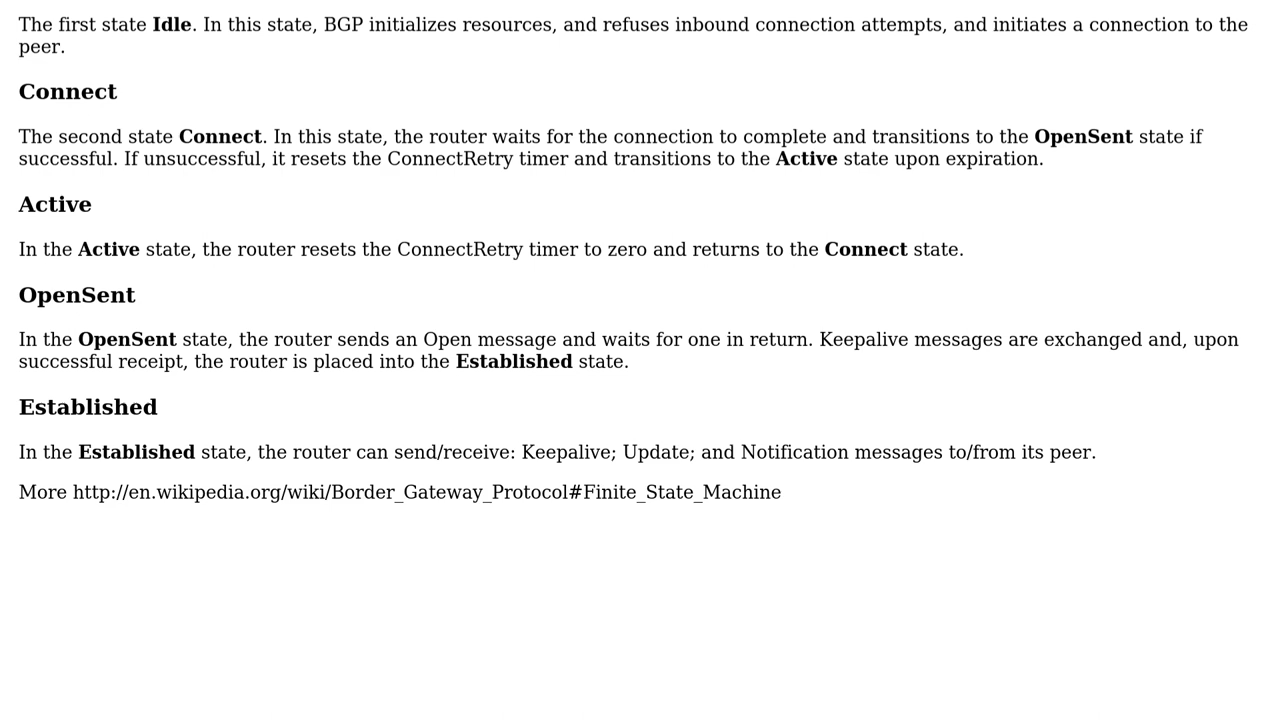 The first state Idle. In this state, BGP initializes resources, and refuses inbound connection attempts, and initiates a connection to the
peer.
Connect
The second state Connect. In this state, the router waits for the connection to complete and transitions to the OpenSent state if
successful. If unsuccessful, it resets the ConnectRetry timer and transitions to the Active state upon expiration.
Active
In the Active state, the router resets the ConnectRetry timer to zero and returns to the Connect state.
OpenSent
In the OpenSent state, the router sends an Open message and waits for one in return. Keepalive messages are exchanged and, upon
successful receipt, the router is placed into the Established state.
Established
In the Established state, the router can send/receive: Keepalive; Update; and Notification messages to/from its peer.
More http://en.wikipedia.org/wiki/Border_Gateway_Protocol#Finite_State_Machine